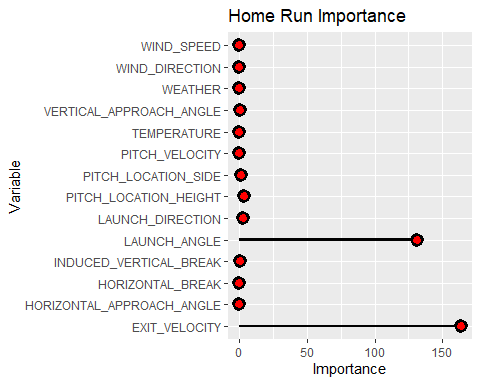 Home Run Importance
WIND_SPEED
WIND_DIRECTION
WEATHER
VERTICAL_APPROACH_ANGLE
TEMPERATURE
PITCH_VELOCITY
PITCH_LOCATION_SIDE
PITCH_LOCATION_HEIGHT
LAUNCH_DIRECTION
LAUNCH_ANGLE
INDUCED_VERTICAL_BREAK
HORIZONTAL_BREAK
HORIZONTAL_APPROACH_ANGLE
EXIT_VELOCITY
Variable
0 50 100 150
Importance